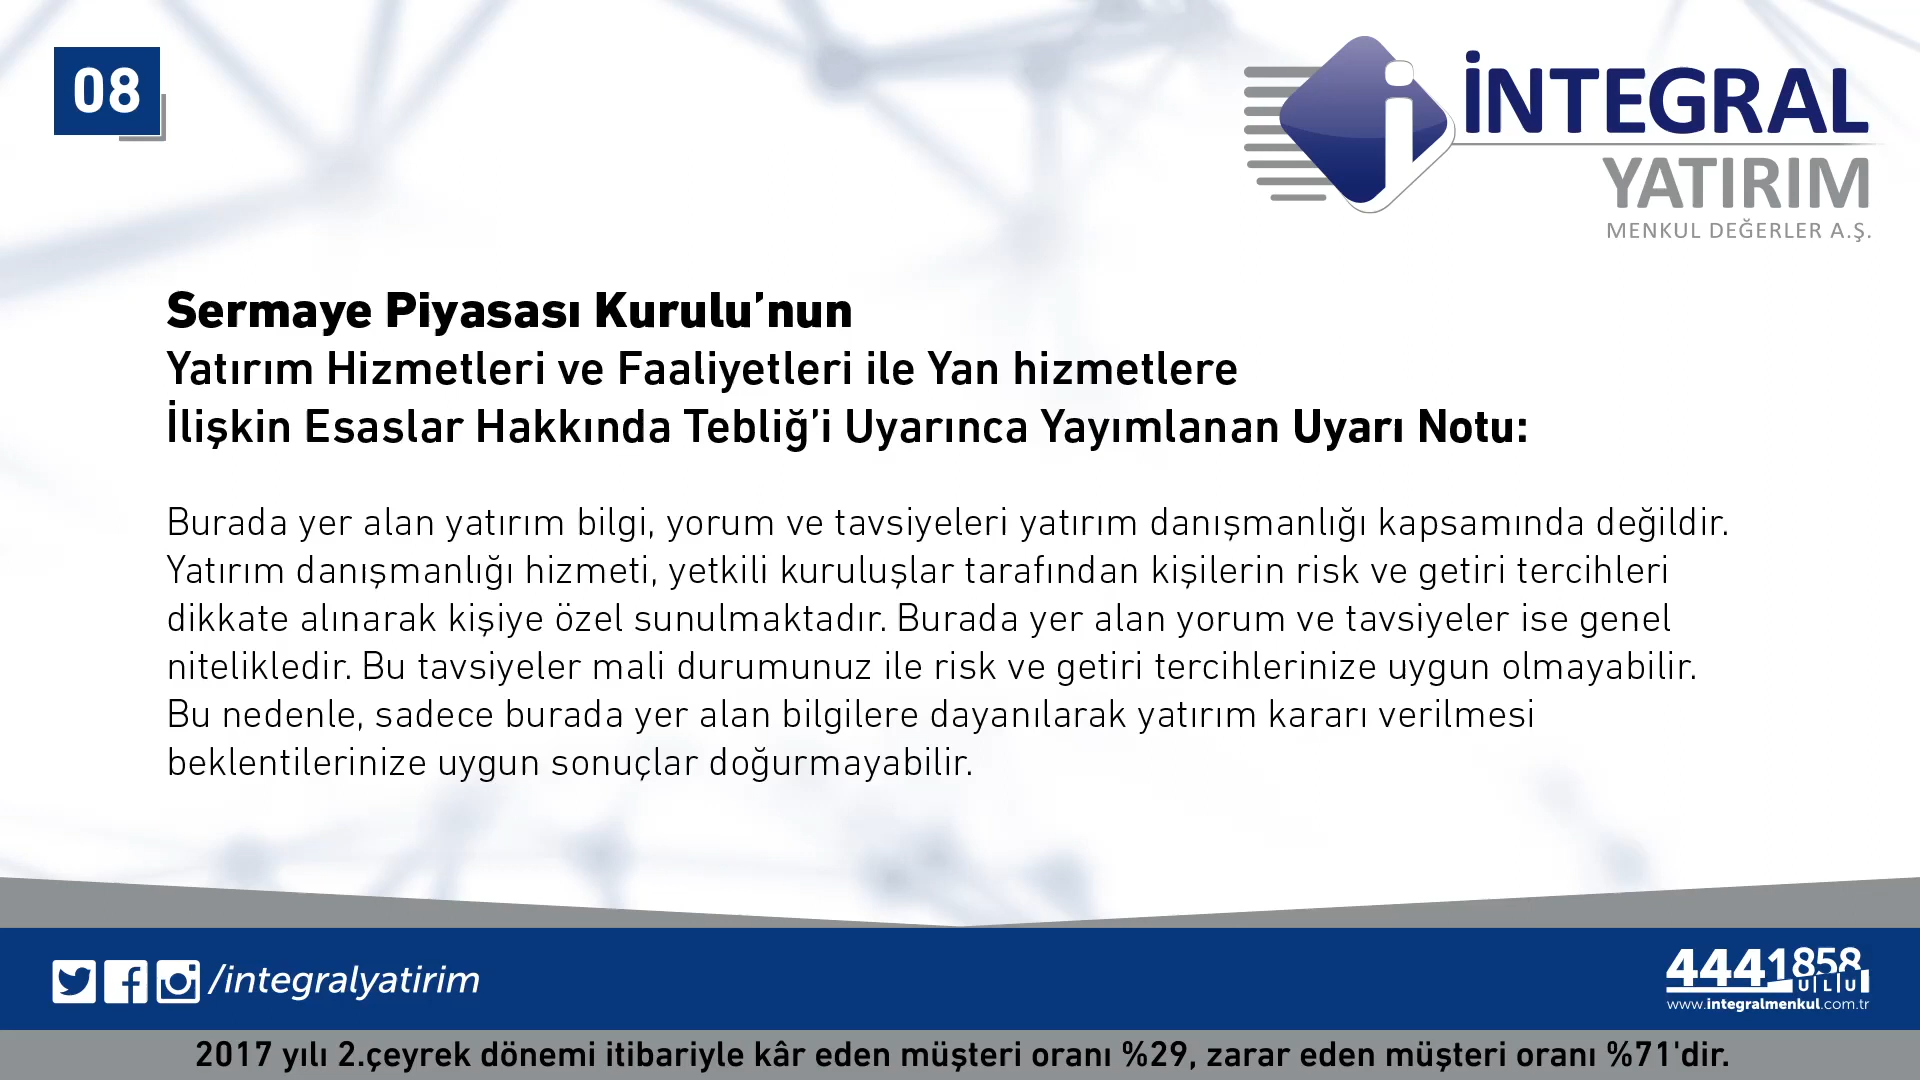 08
İNTEGRAL
YATIRIM
MENKUL DEĞERLER A.Ş.
Sermaye Piyasası Kurulu’nun
Yatırım Hizmetleri ve Faaliyetleri ile Yan hizmetlere
İlişkin Esaslar Hakkında Tebliğ’i Uyarınca Yayımlanan Uyarı Notu:
Burada yer alan yatırım bilgi, yorum ve tavsiyeleri yatırım danışmanlığı kapsamında değildir.
Yatırım danışmanlığı hizmeti, yetkili kuruluşlar tarafından kişilerin risk ve getiri tercihleri
dikkate alınarak kişiye özel sunulmaktadır. Burada yer alan yorum ve tavsiyeler ise genel
nitelikledir. Bu tavsiyeler mali durumunuz ile risk ve getiri tercihlerinize uygun olmayabilir.
Bu nedenle, sadece burada yer alan bilgilere dayanılarak yatırım kararı verilmesi
beklentilerinize uygun sonuçlar doğurmayabilir.
/integralyatirim
4441858
ULU
www.integralmenkul.com.tr
2017 yılı 2.çeyrek dönemi itibariyle kâr eden müşteri oranı %29, zarar eden müşteri oranı %71'dir.